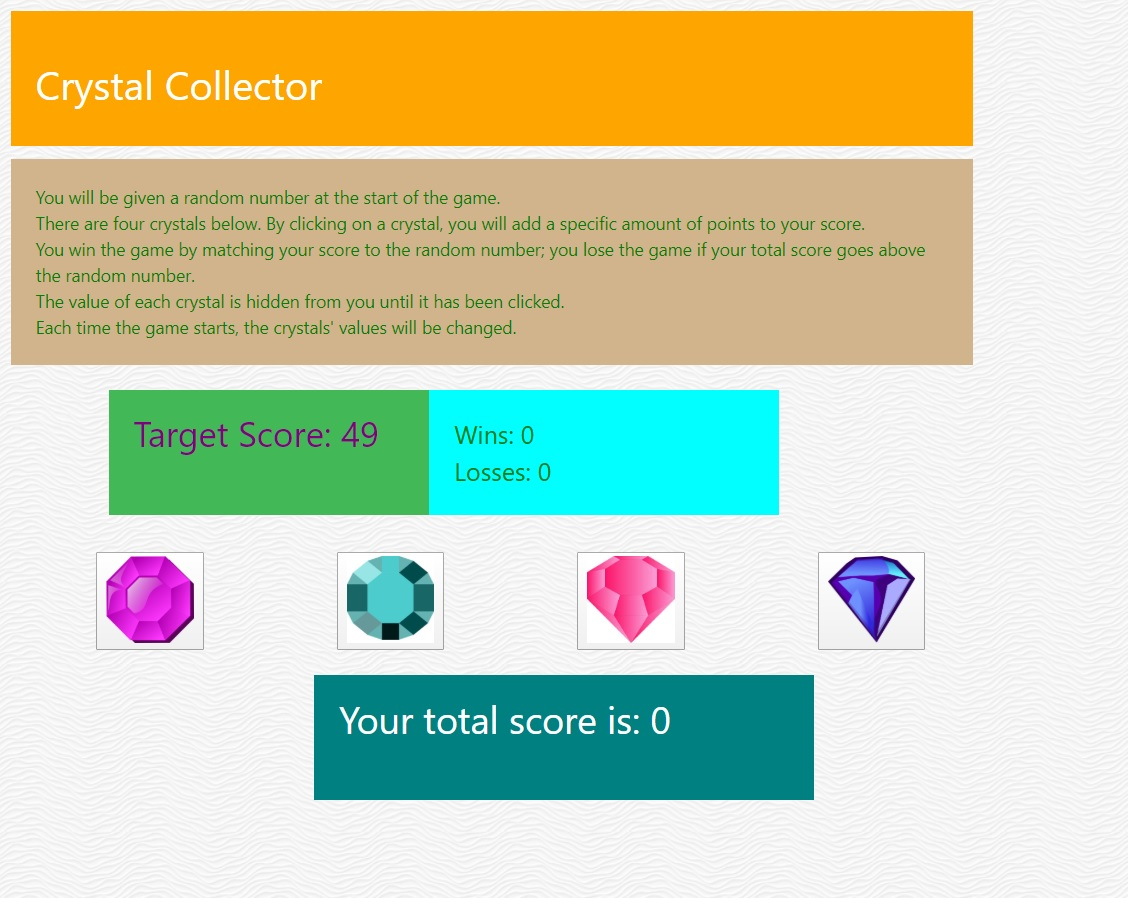 Crystal Collector
You will be given a random number at the start of the game.
There are four crystals below. By clicking on a crystal, you will add a specific amount of points to your score.
You win the game by matching your score to the random number; you lose the game if your total score goes above
the random number.
The value of each crystal is hidden from you until it has been clicked.
Each time the game starts, the crystals' values will be changed.
Target Score: 49
Wins: 0
Losses: 0
Your total score is: 0